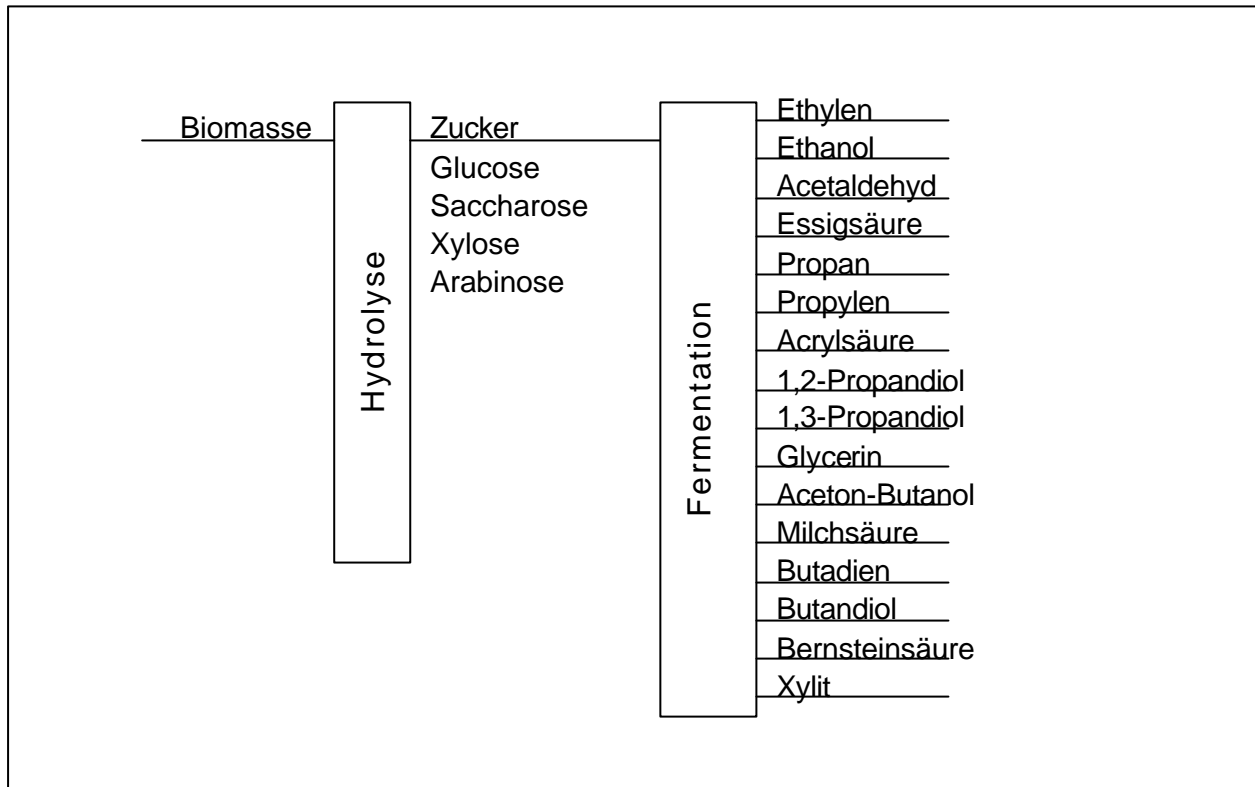 Biomasse
Hydrolyse
Zucker
Glucose
Saccharose
Xylose
Arabinose
Fermentation
Ethylen
Ethanol
Acetaldehyd
Essigsäure
Propan
Propylen
Acrylsäure
1,2-Propandiol
1,3-Propandiol
Glycerin
Aceton-Butanol
Milchsäure
Butadien
Butandiol
Bernsteinsäure
Xylit